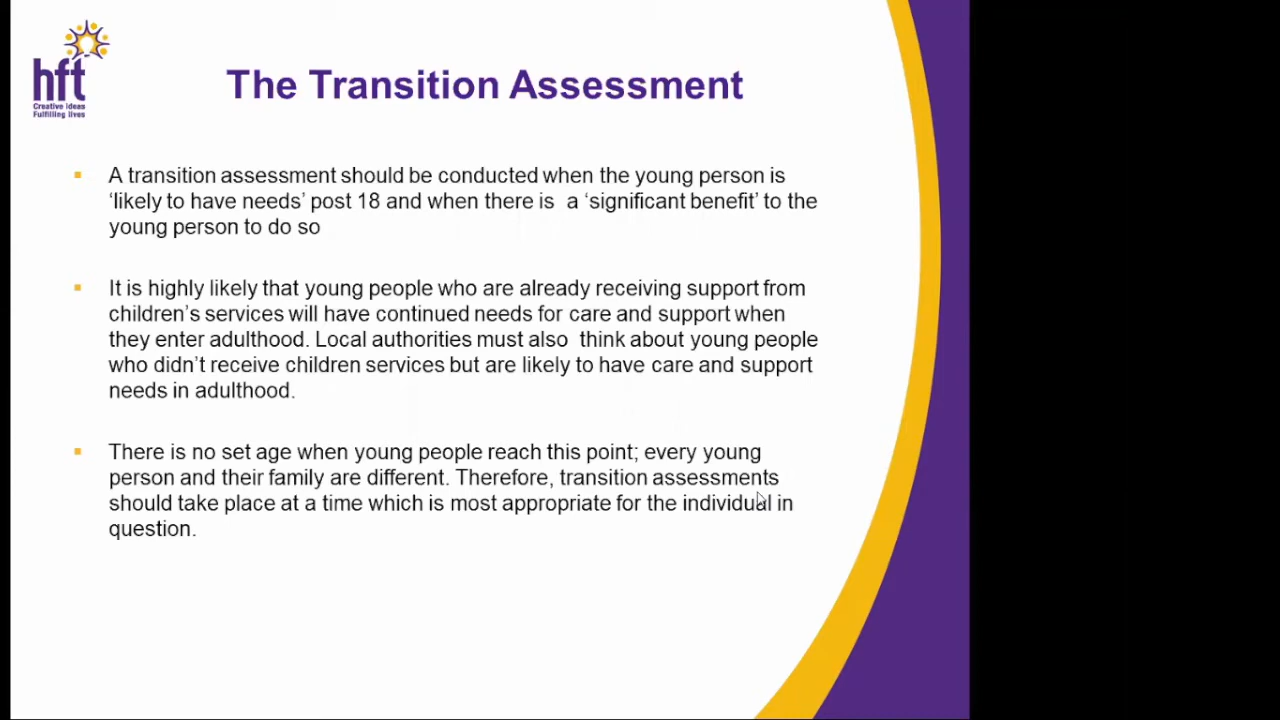 hft
Creative ideas
Fulfilling lives
The Transition Assessment
A transition assessment should be conducted when the young person is
‘likely to have needs’ post 18 and when there is  a ‘significant benefit’ to the
young person to do so
It is highly likely that young people who are already receiving support from
children’s services will have continued needs for care and support when
they enter adulthood. Local authorities must also  think about young people
who didn’t receive children services but are likely to have care and support
needs in adulthood.
There is no set age when young people reach this point; every young
person and their family are different. Therefore, transition assessments
should take place at a time which is most appropriate for the individual in
question.